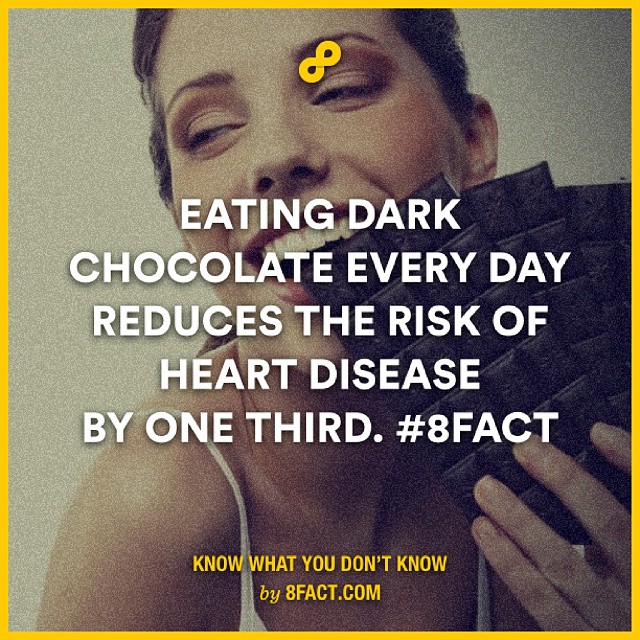 EATING DARK
CHOCOLATE EVERY DAY
REDUCES THE RISK OF
HEART DISEASE
BY ONE THIRD. #8FACT
KNOW WHAT YOU DON'T KNOW
by 8FACT.COM